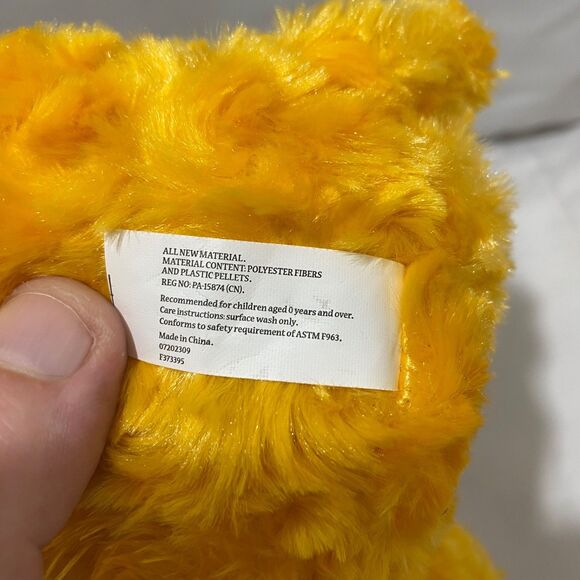 ALL NEW MATERIAL.
MATERIAL CONTENT: POLYESTER FIBERS
AND PLASTIC PELLETS.
REG NO: PA-15874 (CN).
Recommended for children aged 0 years and over.
Care instructions: surface wash only.
Conforms to safety requirement of ASTM F963.
Made in China.
07202309
F373395